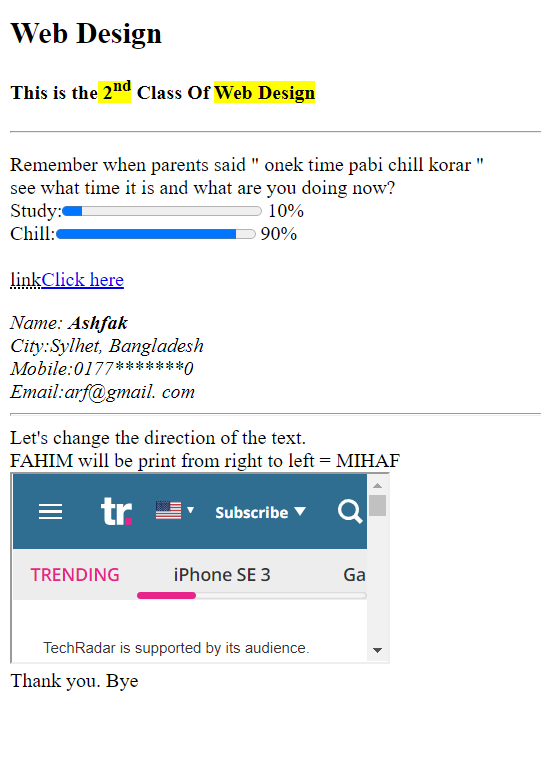 Web Design
This is the 2nd Class Of Web Design
Remember when parents said " onek time pabi chill korar "
see what time it is and what are you doing now?
Study: 10%
Chill: 90%
linkClick here
Name: Ashfak
City:Sylhet, Bangladesh
Mobile:0177*******0
Email:arf@gmail. com
Let's change the direction of the text.
FAHIM will be print from right to left = MIHAF
tr. Subscribe
TRENDING iPhone SE 3 Ga
TechRadar is supported by its audience.
Thank you. Bye